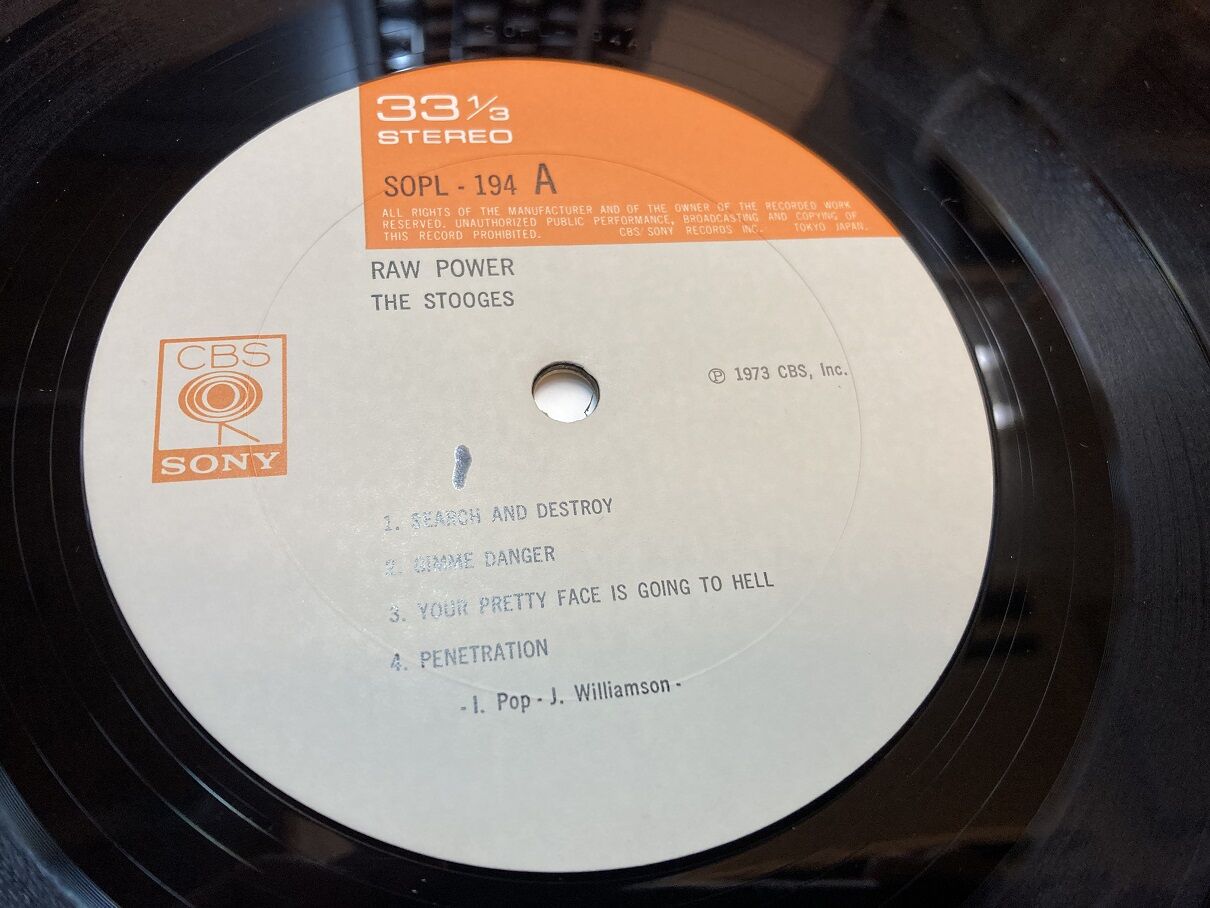 33 1/3
STEREO
SOPL - 194 A
ALL RIGHTS OF THE MANUFACTURER AND OF THE OWNER OF THE RECORDED WORK
RESERVED. UNAUTHORIZED PUBLIC PERFORMANCE, BROADCASTING AND COPYING OF
THIS RECORD PROHIBITED. CBS/SONY RECORDS INC. TOKYO JAPAN.
RAW POWER
THE STOOGES
CBS
SONY
℗ 1973 CBS, Inc.
1. SEARCH AND DESTROY
2. GIMME DANGER
3. YOUR PRETTY FACE IS GOING TO HELL
4. PENETRATION
- I. Pop - J. Williamson -